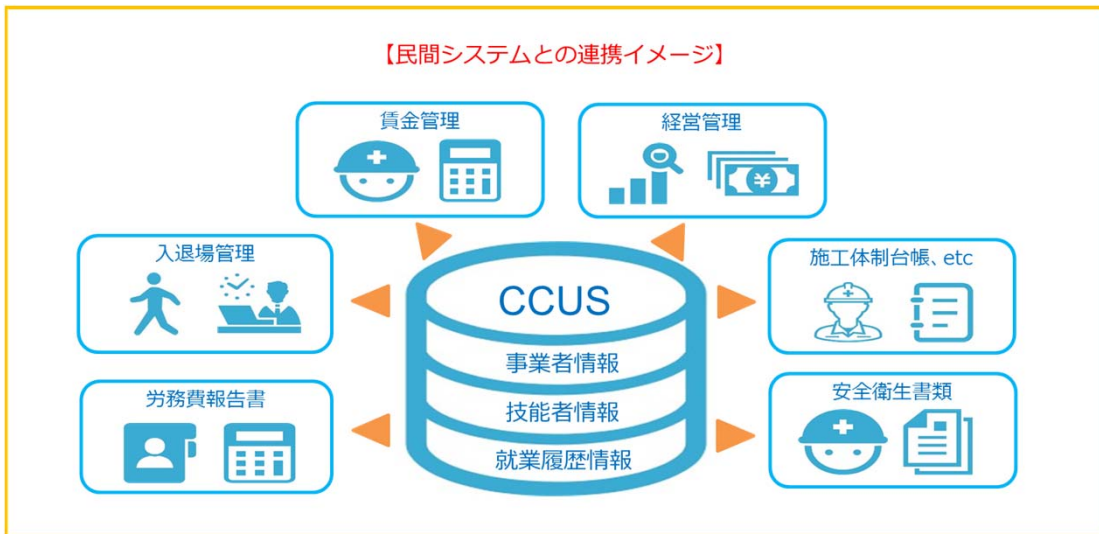 【民間システムとの連携イメージ】
賃金管理
経営管理
¥
入退場管理
施工体制台帳、etc
CCUS
事業者情報
技能者情報
就業履歴情報
労務費報告書
安全衛生書類